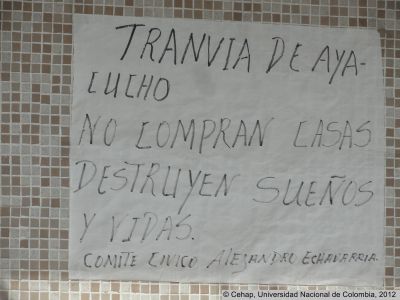 TRANVIA DE AYA-
CUCHO
NO COMPRAN CASAS
DESTRUYEN SUEÑOS
Y VIDAS.
COMITE CIVICO ALEJANDRO ECHAVARRIA.
© Cehap, Universidad Nacional de Colombia, 2012